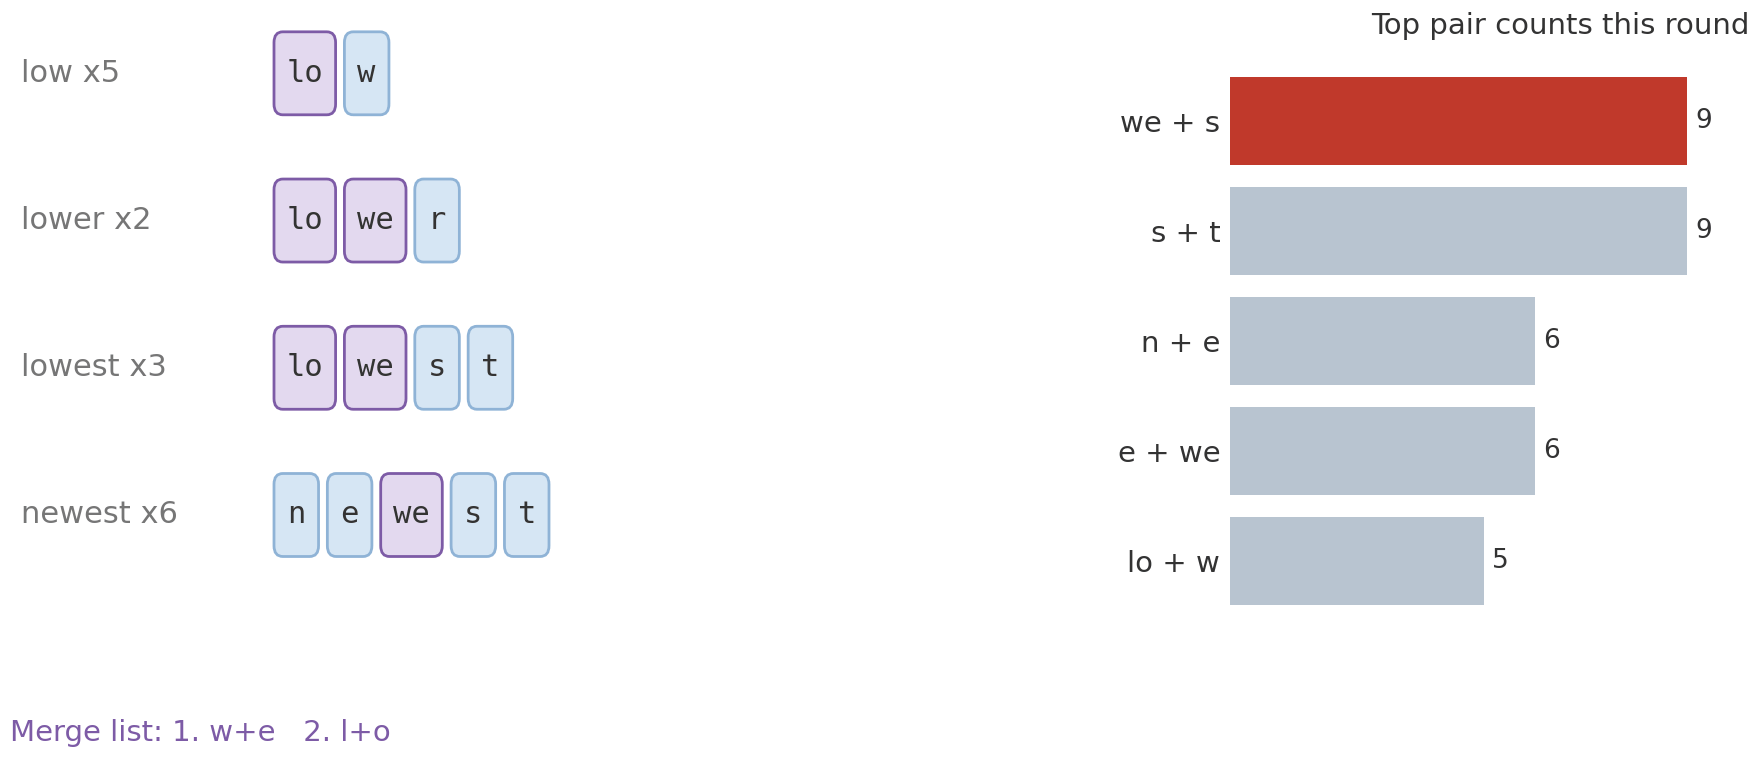 low x5
lo w
lower x2
lo we r
lowest x3
lo we s t
newest x6
n e we s t
Top pair counts this round
we + s 9
s + t 9
n + e 6
e + we 6
lo + w 5
Merge list: 1. w+e 2. l+o